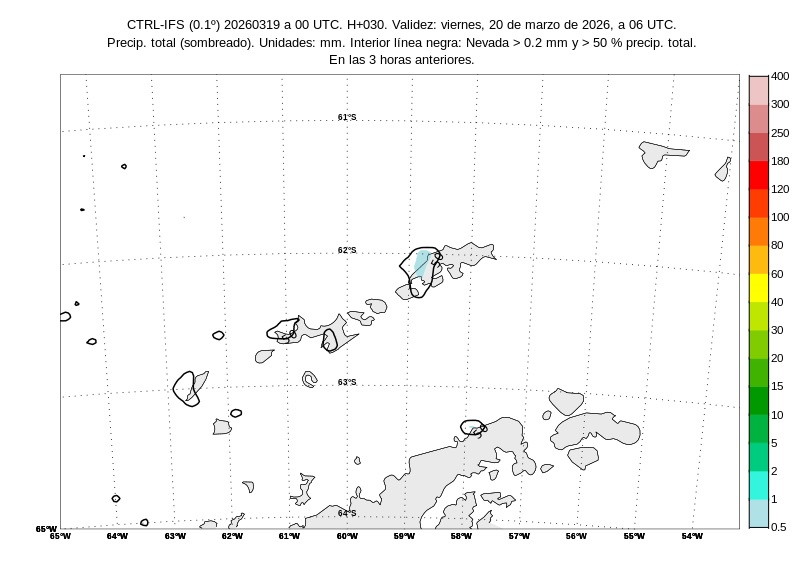 CTRL-IFS (0.1º) 20260319 a 00 UTC. H+030. Validez: viernes, 20 de marzo de 2026, a 06 UTC.
Precip. total (sombreado). Unidades: mm. Interior línea negra: Nevada > 0.2 mm y > 50 % precip. total.
En las 3 horas anteriores.
400
300
250
180
120
100
80
60
40
30
20
15
10
5
2
1
0.5
61°S
62°S
63°S
64°S
65°W
65°W 64°W 63°W 62°W 61°W 60°W 59°W 58°W 57°W 56°W 55°W 54°W